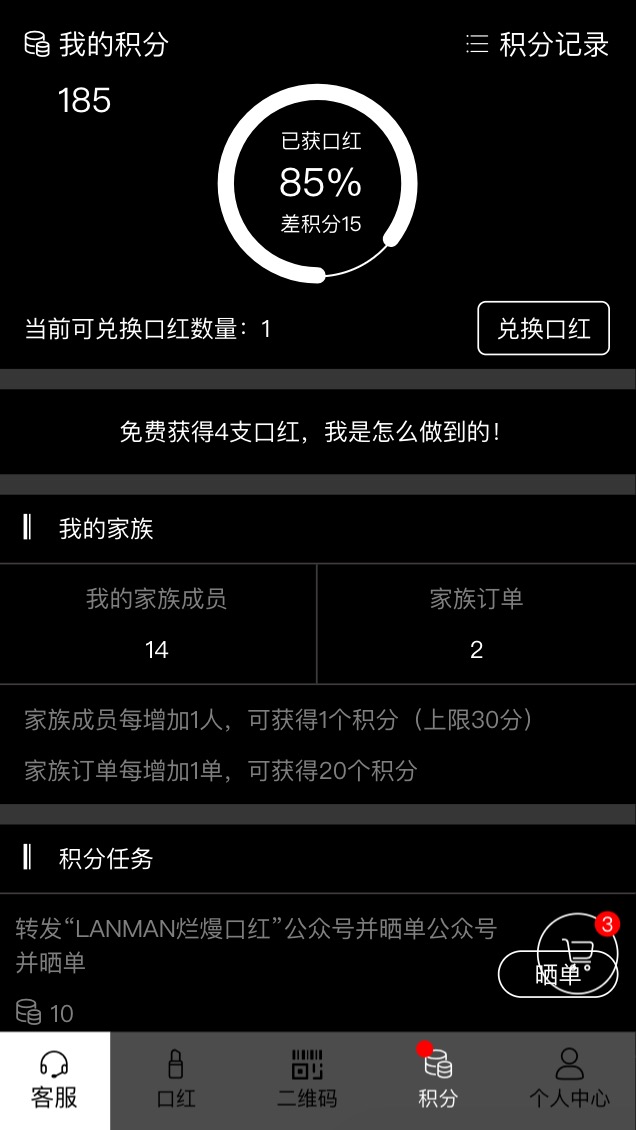 我的积分
积分记录
185
已获口红
85%
差积分15
当前可兑换口红数量：1
兑换口红
免费获得4支口红，我是怎么做到的！
我的家族
我的家族成员
家族订单
14
2
家族成员每增加1人，可获得1个积分（上限30分）
家族订单每增加1单，可获得20个积分
积分任务
转发“LANMAN烂熳口红”公众号并晒单公众号
并晒单
3
晒单
10
客服
口红
二维码
积分
个人中心